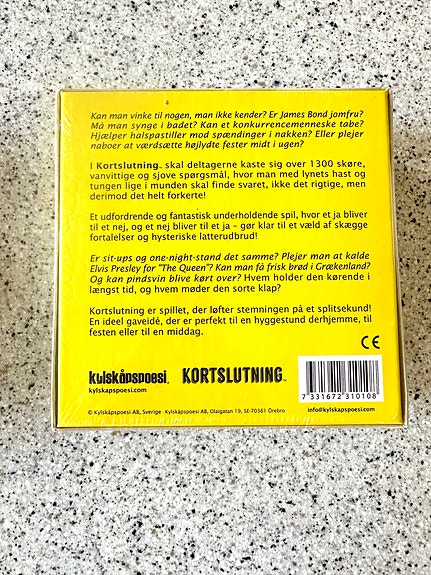 Kan man vinke til nogen, man ikke kender? Er James Bond jomfru?
Må man synge i badet? Kan et konkurrencemenneske tabe?
Hjælper halspastiller mod spændinger i nakken? Eller plejer
naboer at værdsætte højlydte fester midt i ugen?
I Kortslutning™ skal deltagerne kaste sig over 1300 skøre,
vanvittige og sjove spørgsmål, hvor man med lynets hast og
tungen lige i munden skal finde svaret, ikke det rigtige, men
derimod det helt forkerte!
Et udfordrende og fantastisk underholdende spil, hvor et ja bliver
til et nej, og et nej bliver til et ja – gør klar til et væld af skægge
fortalelser og hysteriske latterudbrud!
Er sit-ups og one-night-stand det samme? Plejer man at kalde
Elvis Presley for "The Queen"? Kan man få frisk brød i Grækenland?
Og kan pindsvin blive kørt over? Hvem holder den kørende i
længst tid, og hvem møder den sorte klap?
Kortslutning er spillet, der løfter stemningen på et splitsekund!
En ideel gaveidé, der er perfekt til en hyggestund derhjemme, til
festen eller til en middag.
CE
kylskåpspoesi® KORTSLUTNING™
kylskapspoesi.com
7 331672 310108
© Kylskåpspoesi AB, Sverige Kylskåpspoesi AB, Olaigatan 19, SE-70361 Örebro
info@kylskapspoesi.com